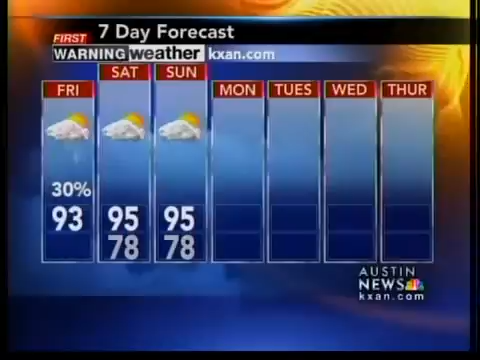 7 Day Forecast
FIRST
WARNING weather kxan.com
FRI SAT SUN MON TUES WED THUR
30%
93 95 95
78 78
AUSTIN
NEWS
kxan.com